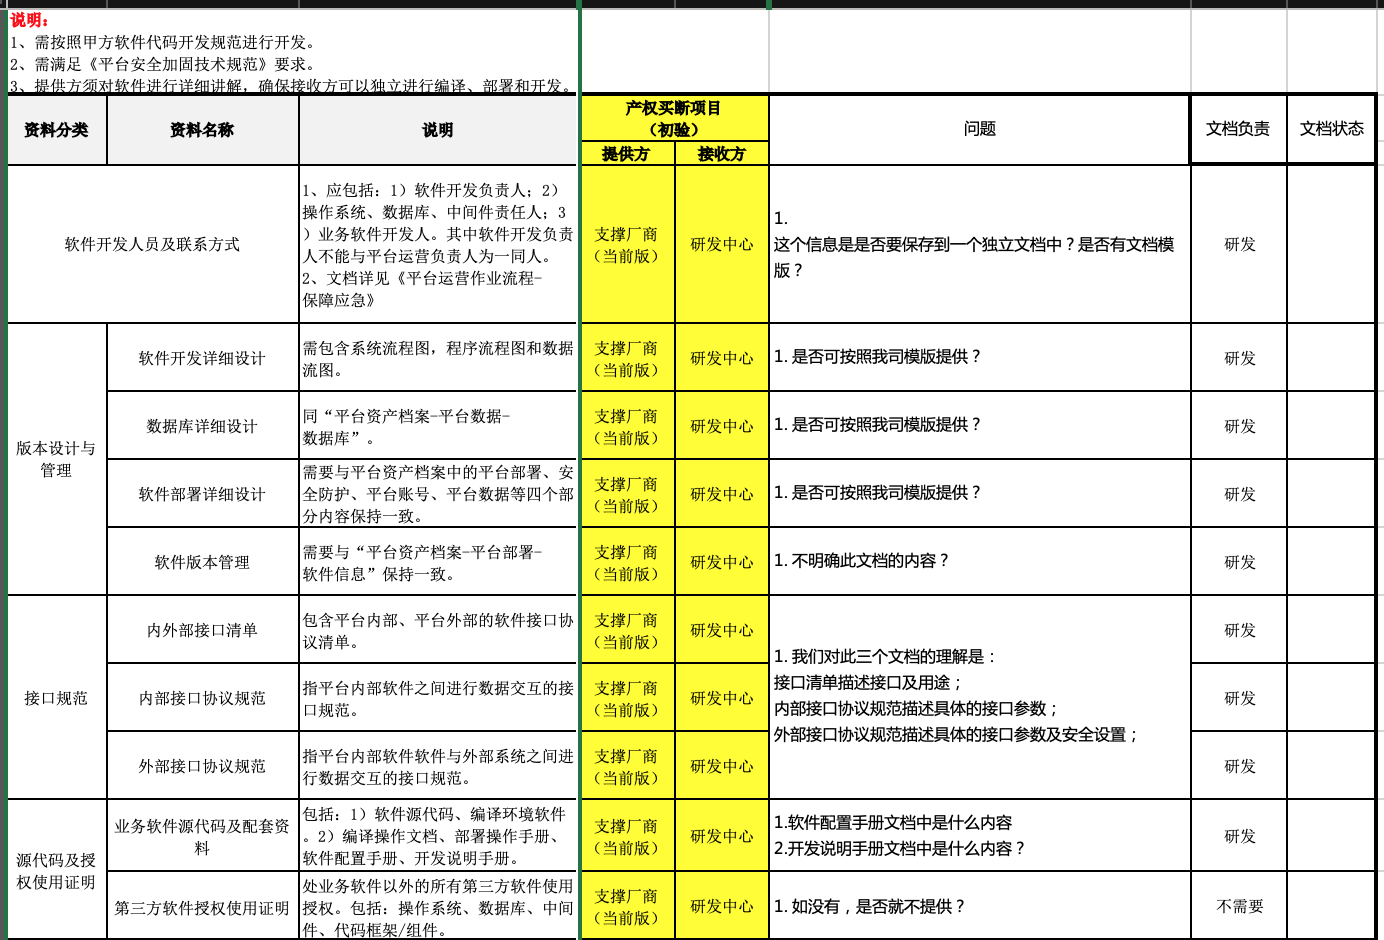 说明：
1、需按照甲方软件代码开发规范进行开发。
2、需满足《平台安全加固技术规范》要求。
3、提供方须对软件进行详细讲解，确保接收方可以独立进行编译、部署和开发。
资料分类
资料名称
说明
产权买断项目
（初验）
提供方
接收方
问题
文档负责
文档状态
软件开发人员及联系方式
1、应包括：1）软件开发负责人；2）
操作系统、数据库、中间件责任人；3
）业务软件开发人。其中软件开发负责
人不能与平台运营负责人为一同人。
2、文档详见《平台运营作业流程-
保障应急》
支撑厂商
（当前版）
研发中心
1.
这个信息是是否要保存到一个独立文档中？是否有文档模
版？
研发
版本设计与
管理
软件开发详细设计
需包含系统流程图，程序流程图和数据
流图。
支撑厂商
（当前版）
研发中心
1. 是否可按照我司模版提供？
研发
数据库详细设计
同“平台资产档案-平台数据-
数据库”。
支撑厂商
（当前版）
研发中心
1. 是否可按照我司模版提供？
研发
软件部署详细设计
需要与平台资产档案中的平台部署、安
全防护、平台账号、平台数据等四个部
分内容保持一致。
支撑厂商
（当前版）
研发中心
1. 是否可按照我司模版提供？
研发
软件版本管理
需要与“平台资产档案-平台部署-
软件信息”保持一致。
支撑厂商
（当前版）
研发中心
1. 不明确此文档的内容？
研发
接口规范
内外部接口清单
包含平台内部、平台外部的软件接口协
议清单。
支撑厂商
（当前版）
研发中心
1. 我们对此三个文档的理解是：
接口清单描述接口及用途；
内部接口协议规范描述具体的接口参数；
外部接口协议规范描述具体的接口参数及安全设置；
研发
内部接口协议规范
指平台内部软件之间进行数据交互的接
口规范。
支撑厂商
（当前版）
研发中心
研发
外部接口协议规范
指平台内部软件软件与外部系统之间进
行数据交互的接口规范。
支撑厂商
（当前版）
研发中心
研发
源代码及授
权使用证明
业务软件源代码及配套资
料
包括：1）软件源代码、编译环境软件
。2）编译操作文档、部署操作手册、
软件配置手册、开发说明手册。
支撑厂商
（当前版）
研发中心
1.软件配置手册文档中是什么内容
2.开发说明手册文档中是什么内容？
研发
第三方软件授权使用证明
处业务软件以外的所有第三方软件使用
授权。包括：操作系统、数据库、中间
件、代码框架/组件。
支撑厂商
（当前版）
研发中心
1. 如没有，是否就不提供？
不需要